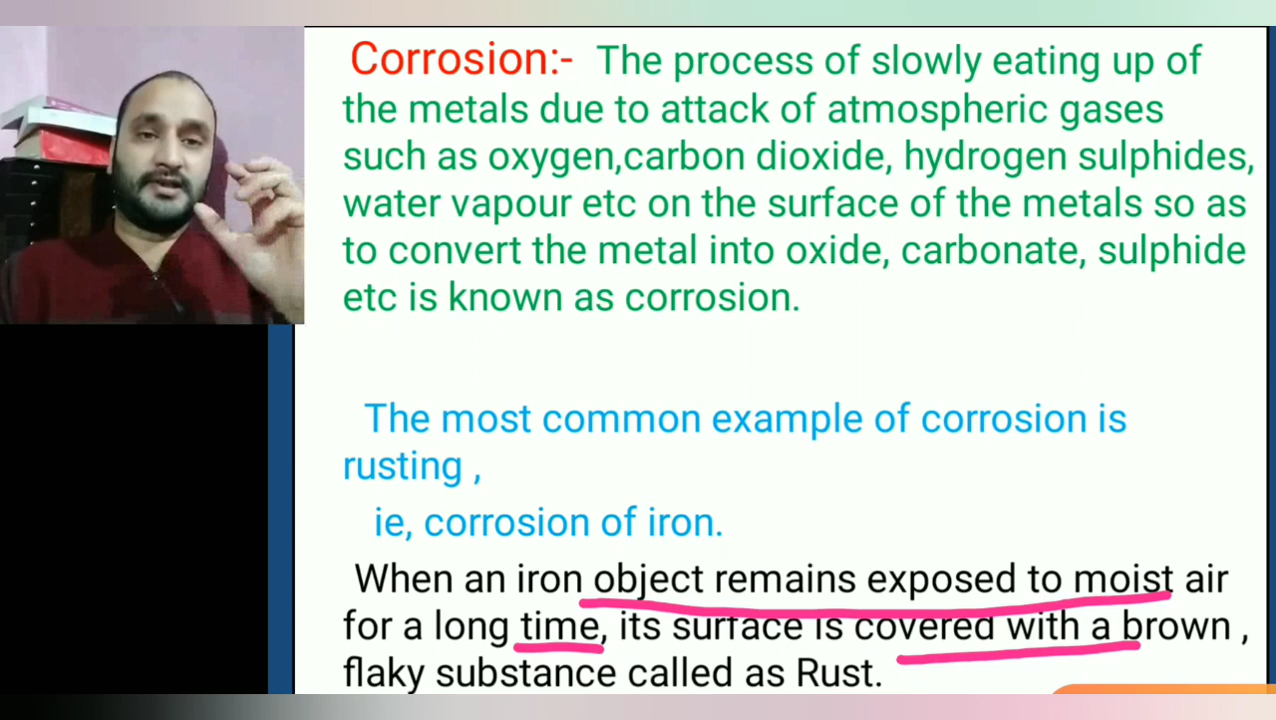 Corrosion:- The process of slowly eating up of
the metals due to attack of atmospheric gases
such as oxygen,carbon dioxide, hydrogen sulphides,
water vapour etc on the surface of the metals so as
to convert the metal into oxide, carbonate, sulphide
etc is known as corrosion.
The most common example of corrosion is
rusting ,
ie, corrosion of iron.
When an iron object remains exposed to moist air
for a long time, its surface is covered with a brown ,
flaky substance called as Rust.